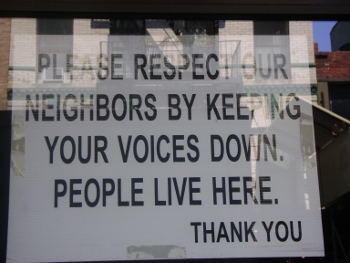 PLEASE RESPECT OUR
NEIGHBORS BY KEEPING
YOUR VOICES DOWN.
PEOPLE LIVE HERE.
THANK YOU